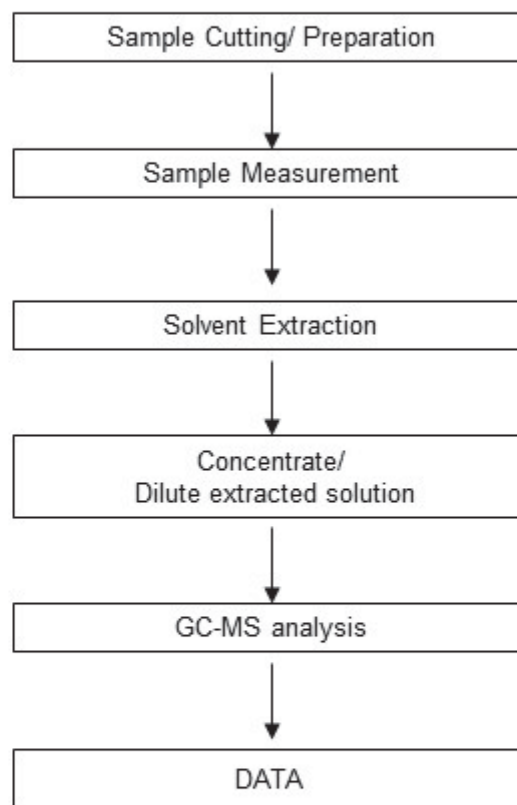 Sample Cutting/ Preparation
Sample Measurement
Solvent Extraction
Concentrate/
Dilute extracted solution
GC-MS analysis
DATA